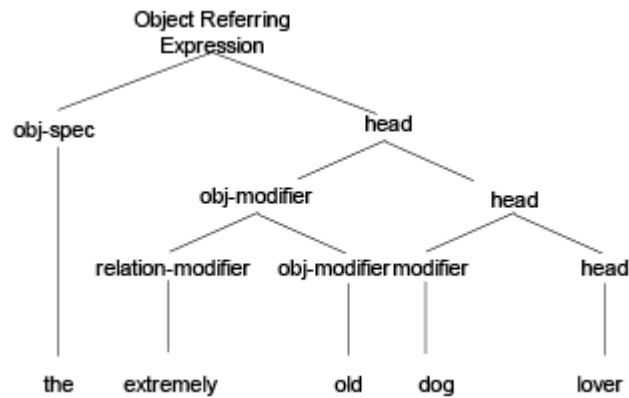 Object Referring
Expression
obj-spec head
obj-modifier head
relation-modifier obj-modifier modifier head
the extremely old dog lover